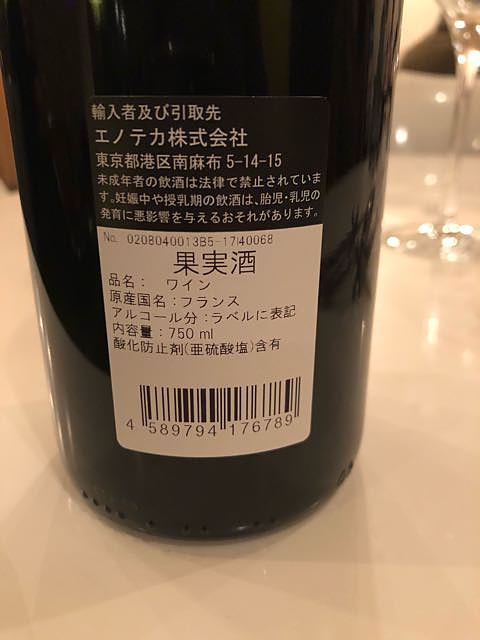 輸入者及び引取先
エノテカ株式会社
東京都港区南麻布 5-14-15
未成年者の飲酒は法律で禁止されていま
す。妊娠中や授乳期の飲酒は、胎児・乳児の
発育に悪影響を与えるおそれがあります。
No. 0208040013B5-17I40068
果実酒
品名： ワイン
原産国名：フランス
アルコール分：ラベルに表記
内容量：750 ml
酸化防止剤(亜硫酸塩)含有
4 589794 176789